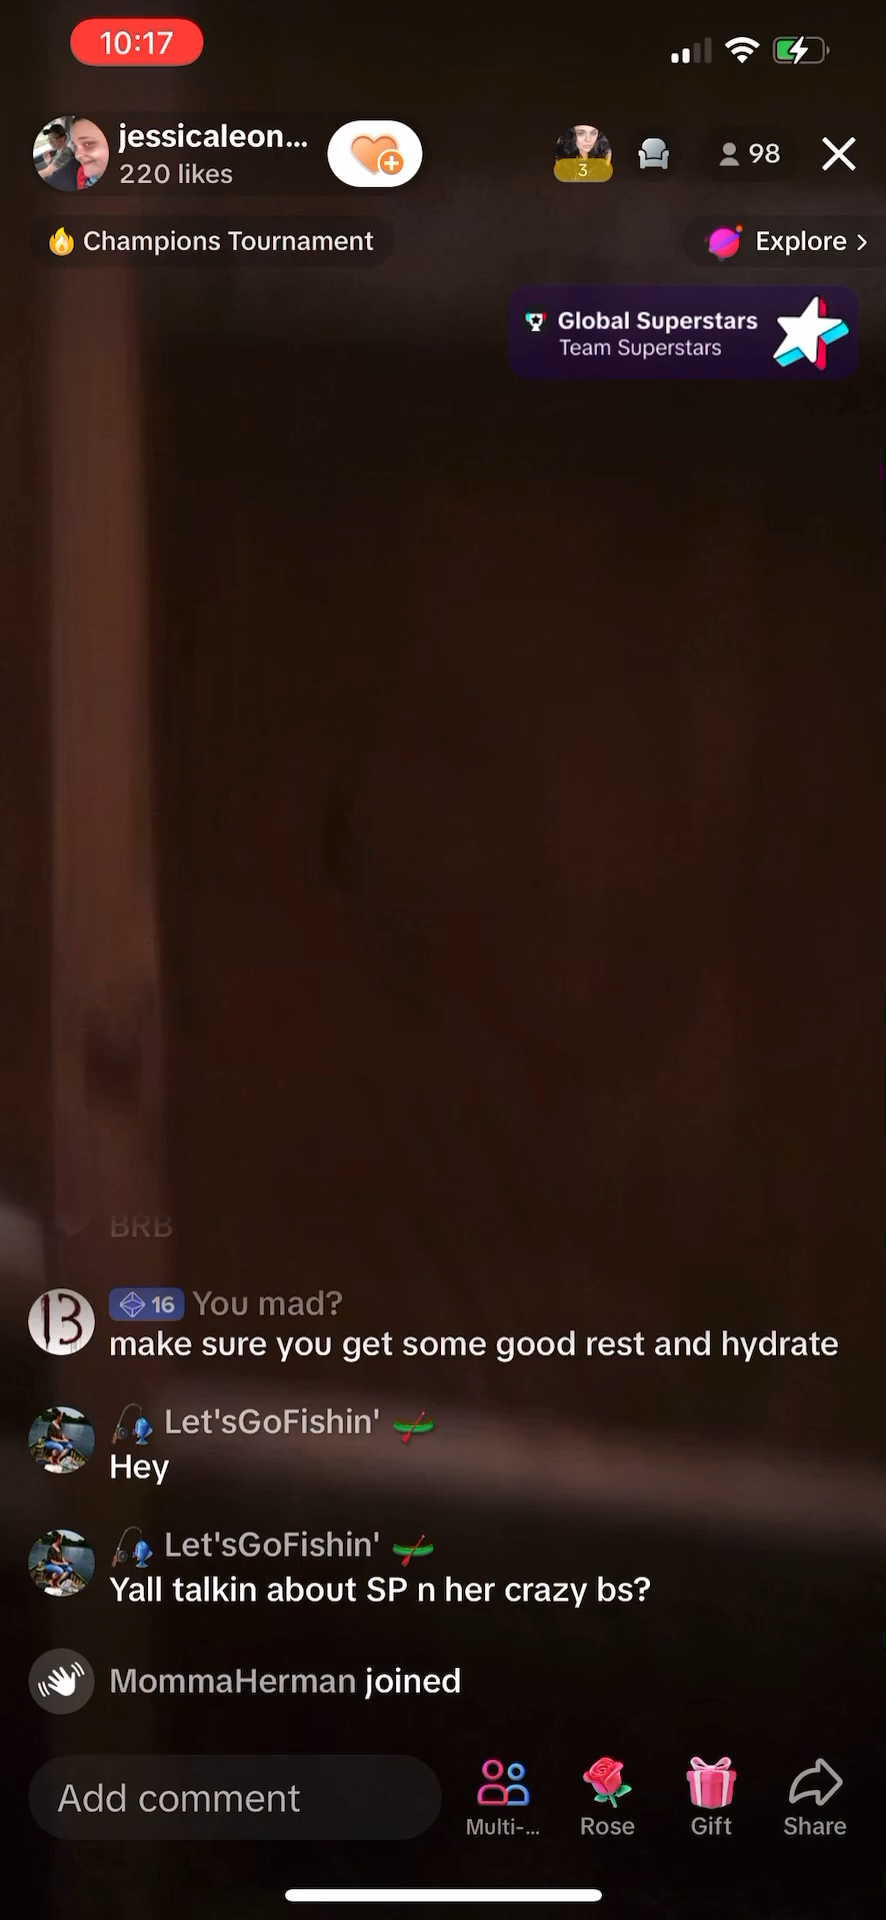 10:17
jessicaleon...
220 likes
3
98
🔥 Champions Tournament
Explore >
Global Superstars
Team Superstars
BRB
13
16 You mad?
make sure you get some good rest and hydrate
🎣 Let'sGoFishin' 🛶
Hey
🎣 Let'sGoFishin' 🛶
Yall talkin about SP n her crazy bs?
MommaHerman joined
Add comment
Multi-...
Rose
Gift
Share